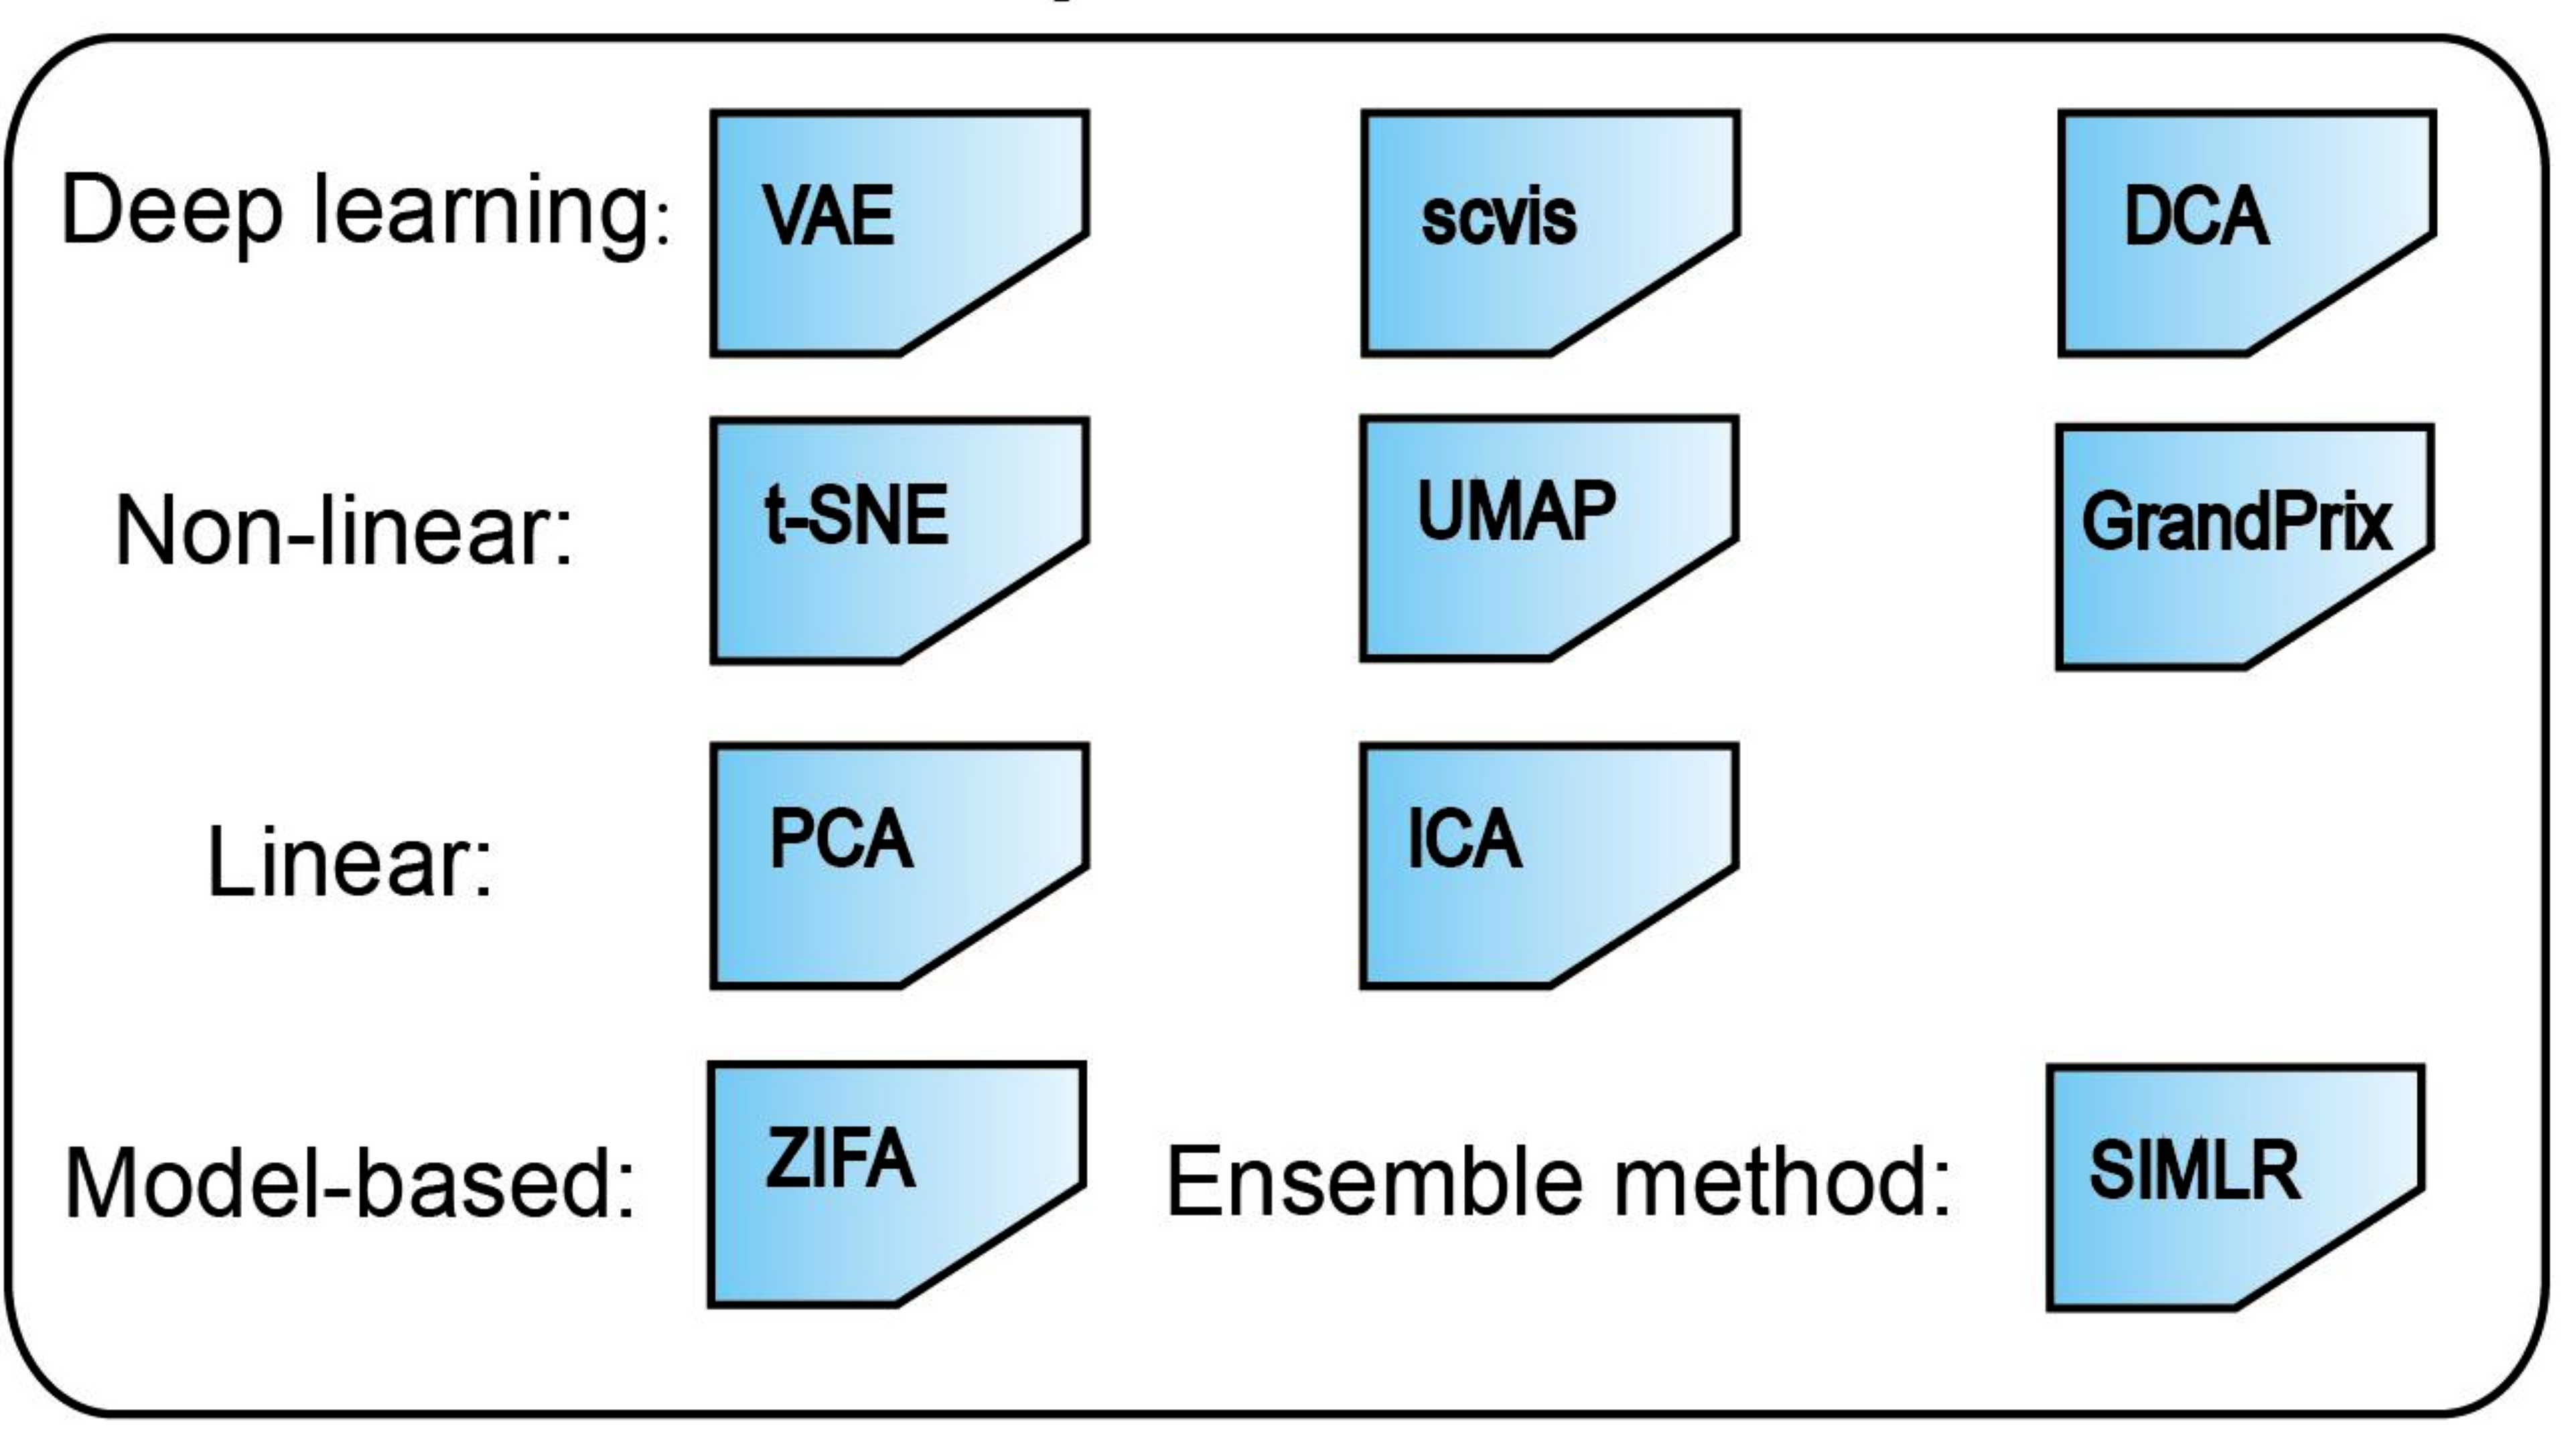 Deep learning: VAE scvis DCA
Non-linear: t-SNE UMAP GrandPrix
Linear: PCA ICA
Model-based: ZIFA Ensemble method: SIMLR